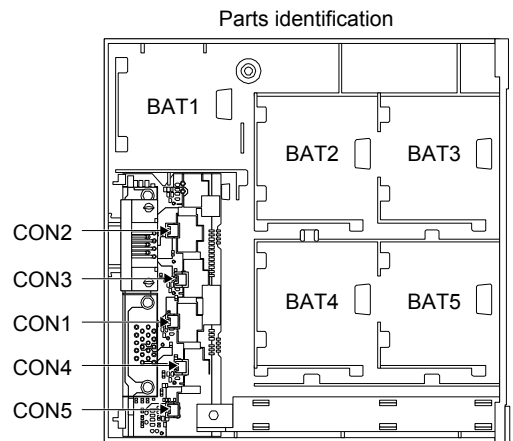 Parts identification
BAT1
BAT2
BAT3
CON2
CON3
BAT4
BAT5
CON1
CON4
CON5